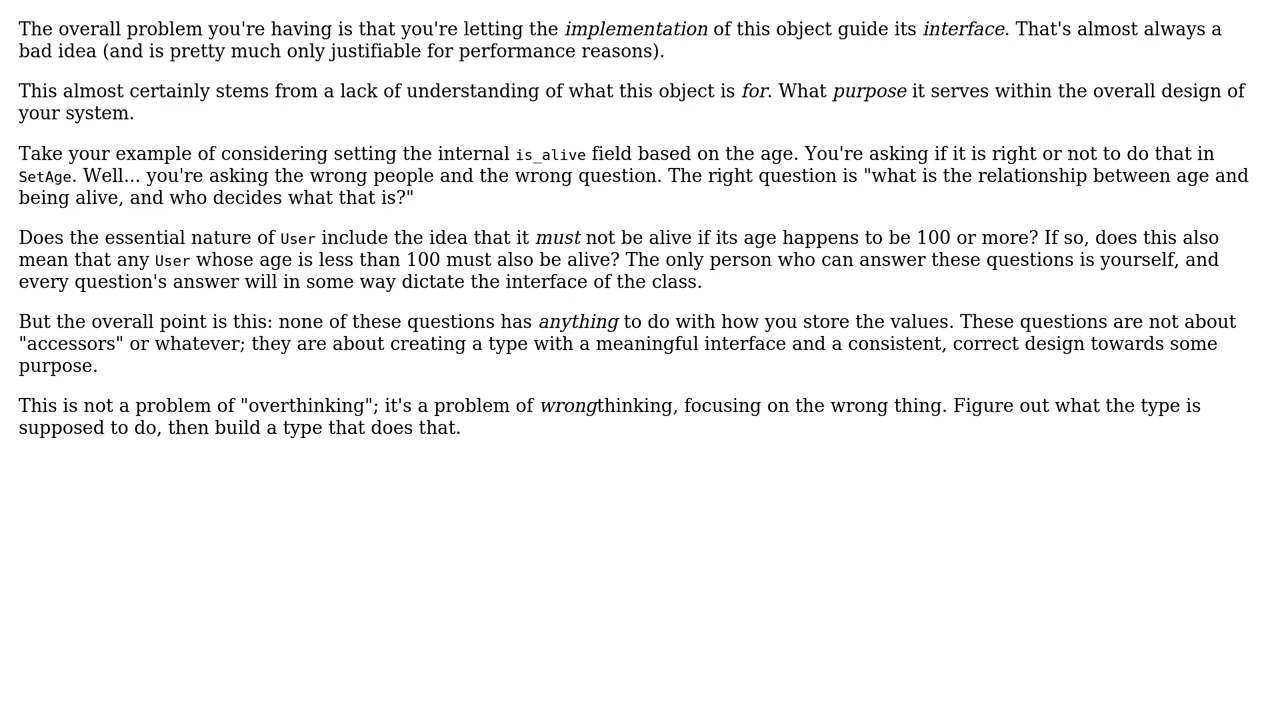 The overall problem you're having is that you're letting the implementation of this object guide its interface. That's almost always a
bad idea (and is pretty much only justifiable for performance reasons).
This almost certainly stems from a lack of understanding of what this object is for. What purpose it serves within the overall design of
your system.
Take your example of considering setting the internal is_alive field based on the age. You're asking if it is right or not to do that in
SetAge. Well... you're asking the wrong people and the wrong question. The right question is "what is the relationship between age and
being alive, and who decides what that is?"
Does the essential nature of User include the idea that it must not be alive if its age happens to be 100 or more? If so, does this also
mean that any User whose age is less than 100 must also be alive? The only person who can answer these questions is yourself, and
every question's answer will in some way dictate the interface of the class.
But the overall point is this: none of these questions has anything to do with how you store the values. These questions are not about
"accessors" or whatever; they are about creating a type with a meaningful interface and a consistent, correct design towards some
purpose.
This is not a problem of "overthinking"; it's a problem of wrongthinking, focusing on the wrong thing. Figure out what the type is
supposed to do, then build a type that does that.